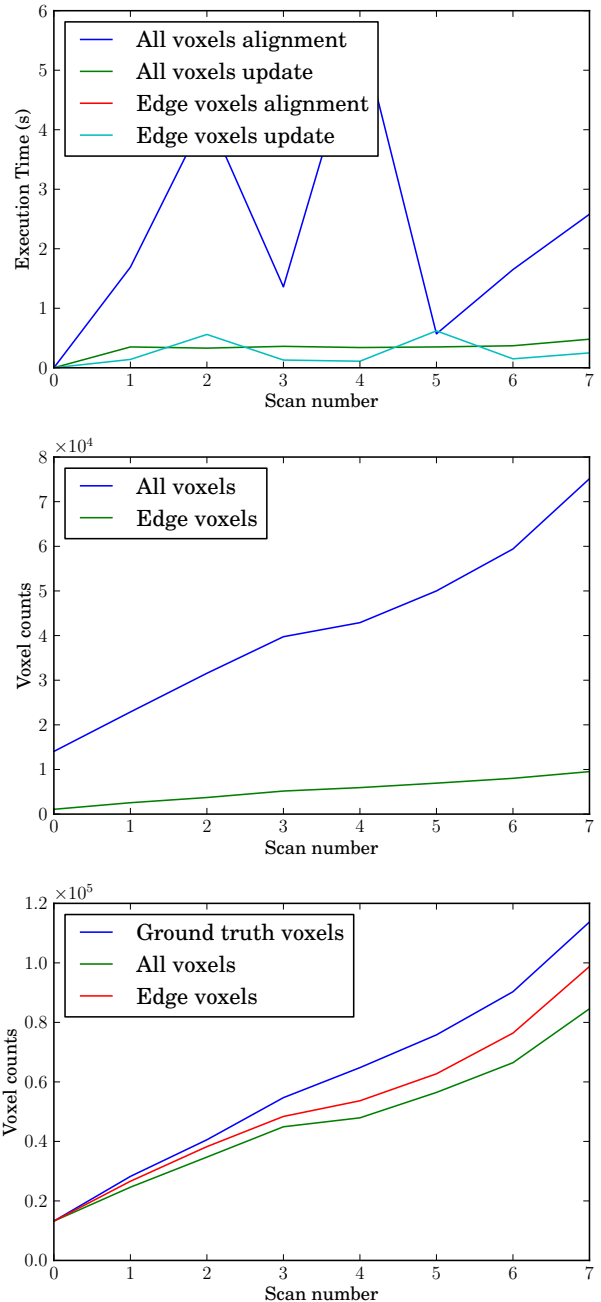 6
5
4
3
2
1
0
Execution Time (s)
All voxels alignment
All voxels update
Edge voxels alignment
Edge voxels update
0 1 2 3 4 5 6 7
Scan number
×10⁴
8
7
6
5
4
3
2
1
0
Voxel counts
All voxels
Edge voxels
0 1 2 3 4 5 6 7
Scan number
×10⁵
1.2
1.0
0.8
0.6
0.4
0.2
0.0
Voxel counts
Ground truth voxels
All voxels
Edge voxels
0 1 2 3 4 5 6 7
Scan number